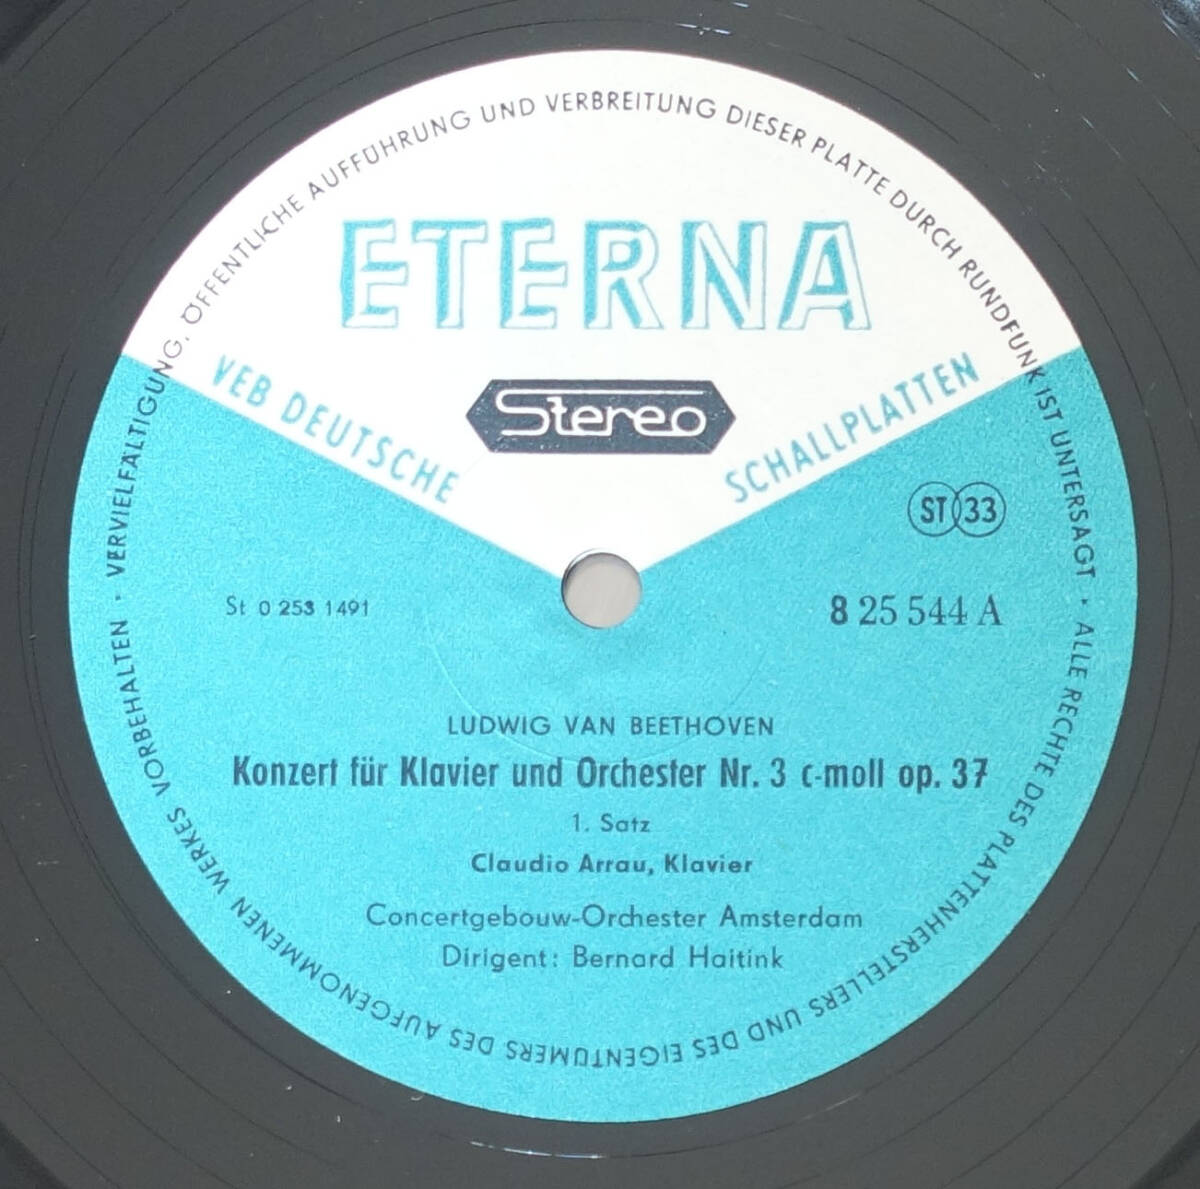 ALLE RECHTE DES PLATTENHERSTELLERS UND DES EIGENTÜMERS DES AUFGENOMMENEN WERKES VORBEHALTEN · VERVIELFÄLTIGUNG, ÖFFENTLICHE AUFFÜHRUNG UND VERBREITUNG DIESER PLATTE DURCH RUNDFUNK IST UNTERSAGT ·
ETERNA
Stereo
VEB DEUTSCHE SCHALLPLATTEN
ST 33
St 0 253 1491
8 25 544 A
LUDWIG VAN BEETHOVEN
Konzert für Klavier und Orchester Nr. 3 c-moll op. 37
1. Satz
Claudio Arrau, Klavier
Concertgebouw-Orchester Amsterdam
Dirigent: Bernard Haitink